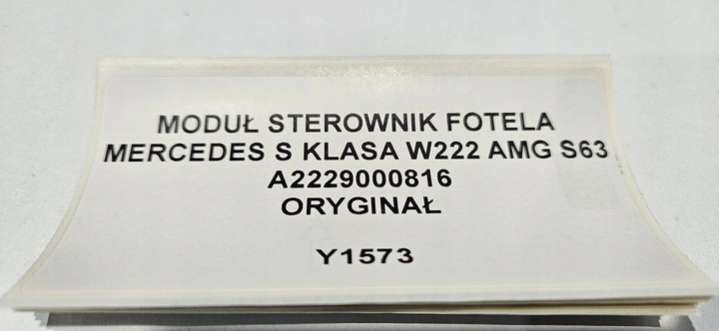 MODUŁ STEROWNIK FOTELA
MERCEDES S KLASA W222 AMG S63
A2229000816
ORYGINAŁ
Y1573